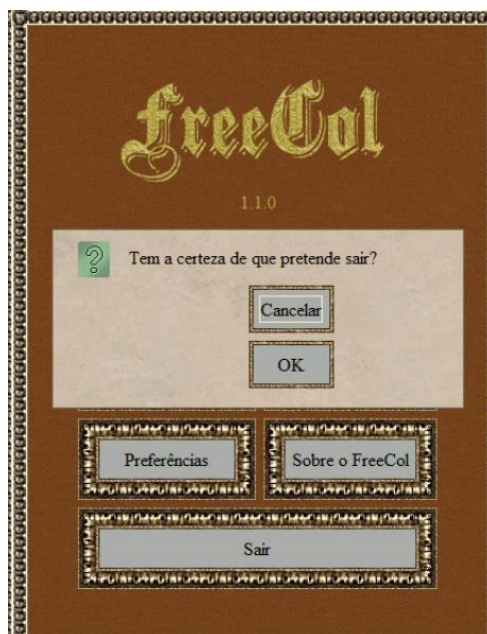 FreeCol
1.1.0
Tem a certeza de que pretende sair?
Cancelar
OK
Preferências
Sobre o FreeCol
Sair